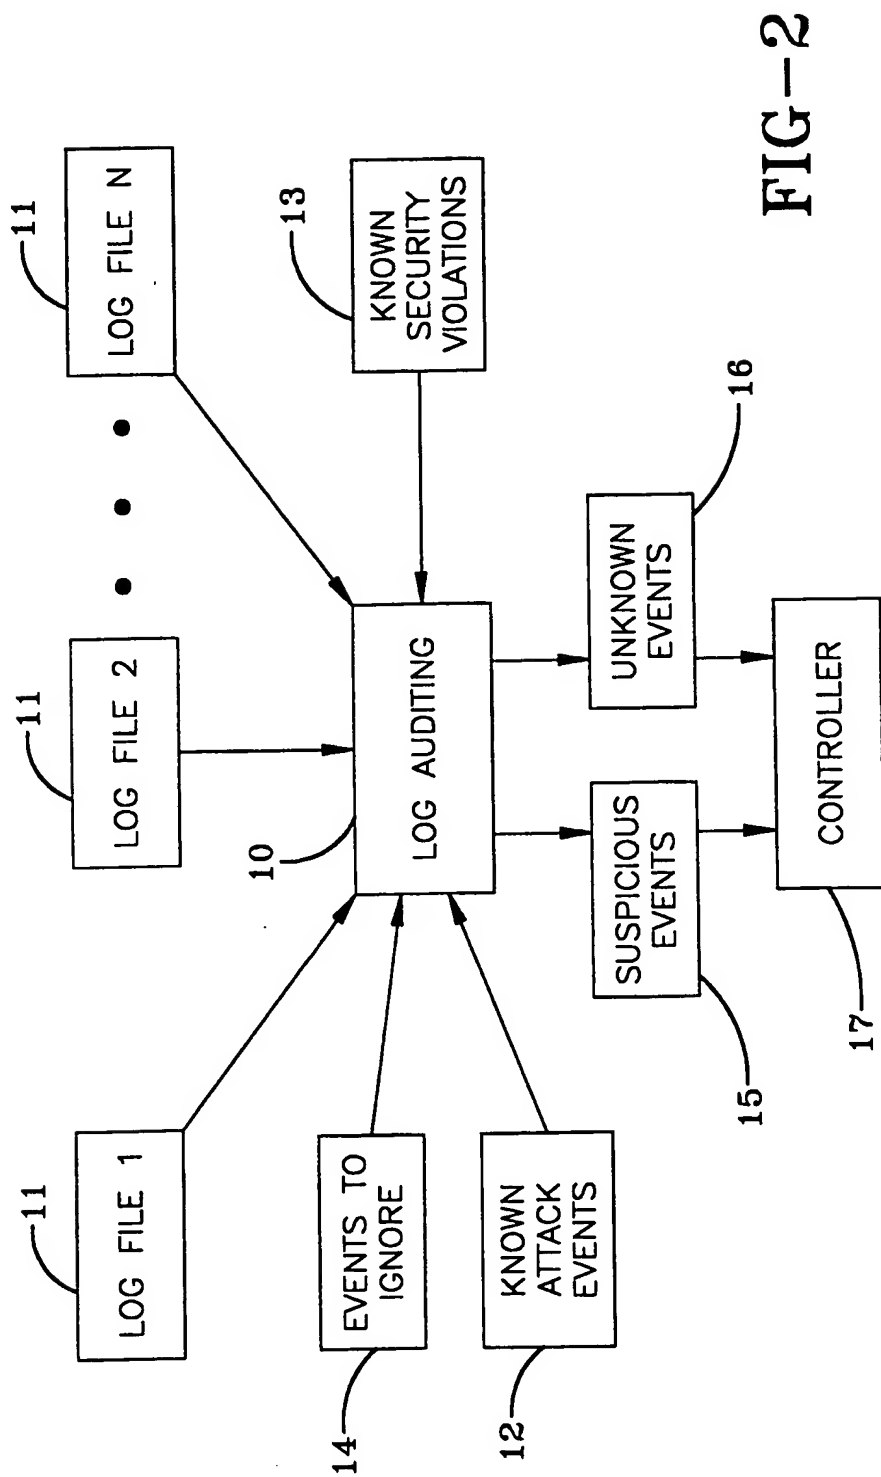 11
11
11
LOG FILE 1
LOG FILE 2
LOG FILE N
10
13
14
EVENTS TO
IGNORE
LOG AUDITING
KNOWN
SECURITY
VIOLATIONS
12
KNOWN
ATTACK
EVENTS
15
SUSPICIOUS
EVENTS
UNKNOWN
EVENTS
16
17
CONTROLLER
FIG-2